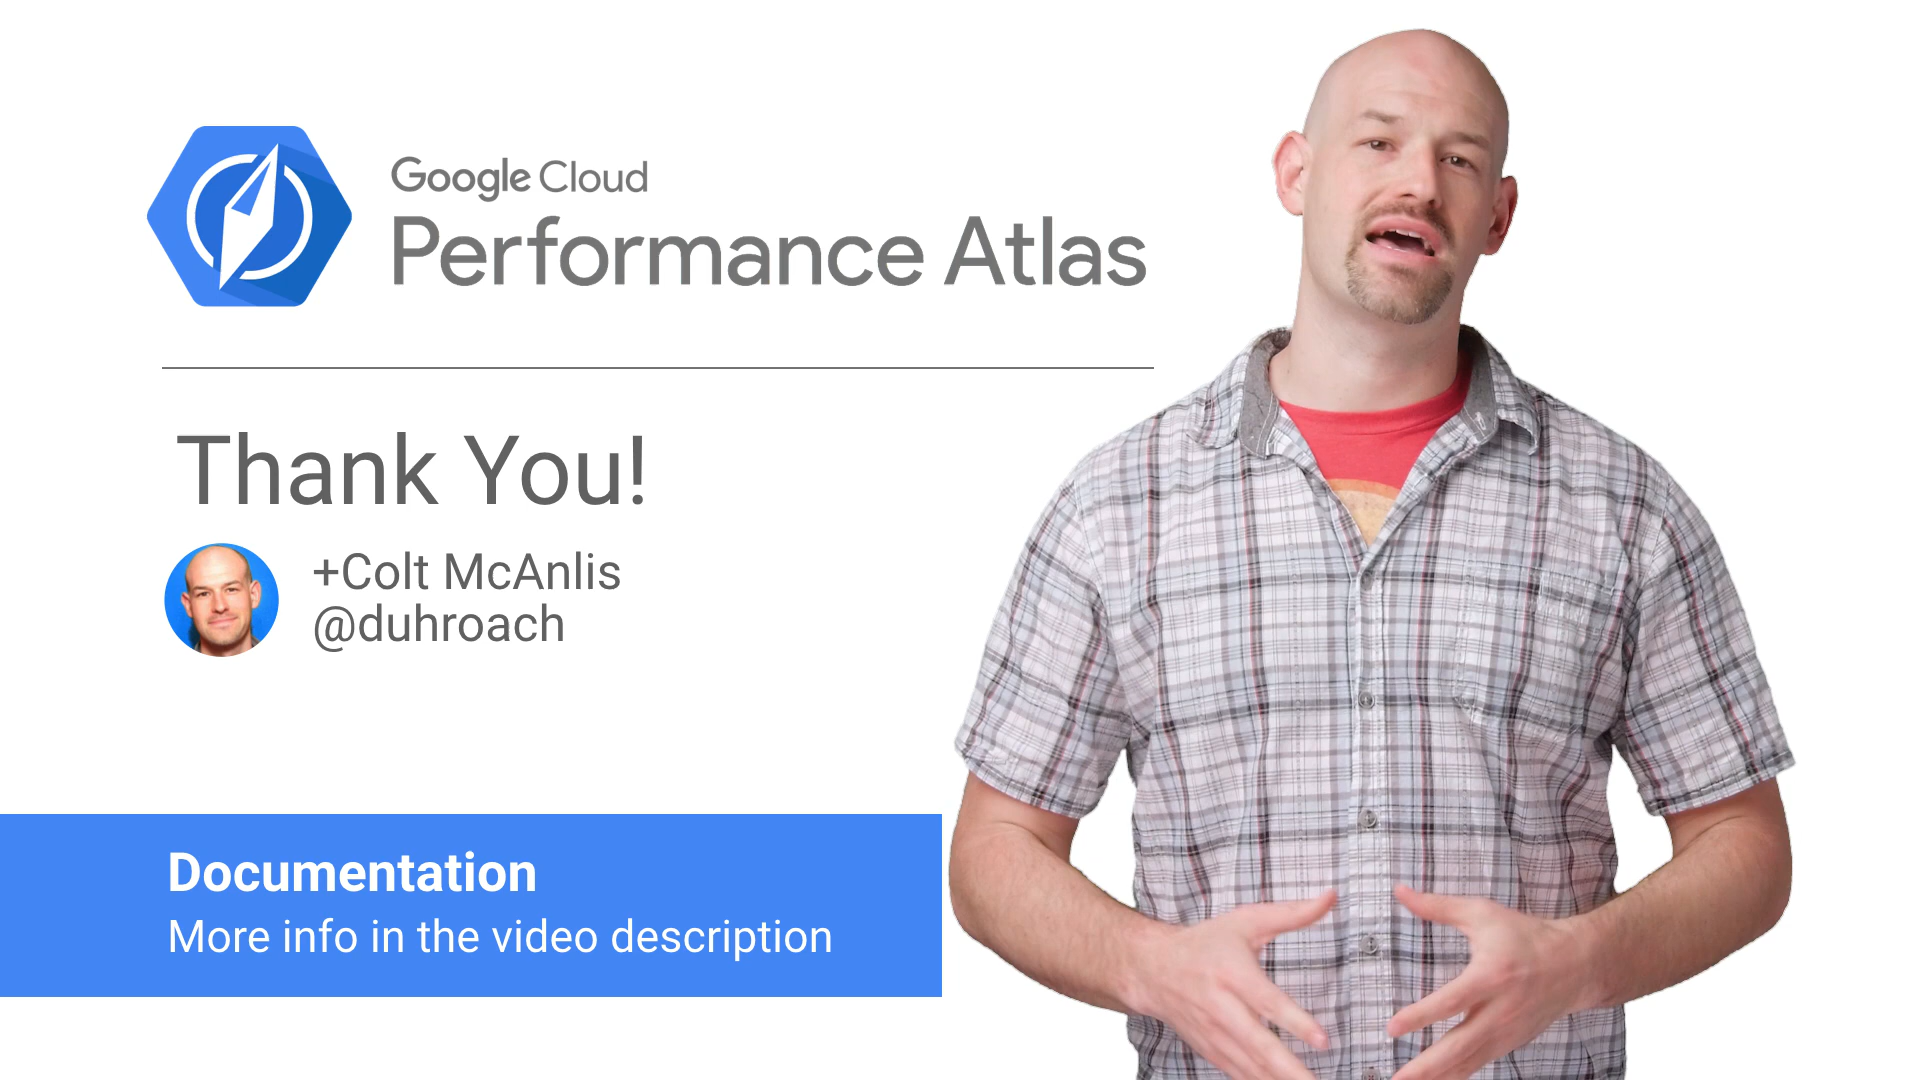 Google Cloud
Performance Atlas
Thank You!
+Colt McAnlis
@duhroach
Documentation
More info in the video description